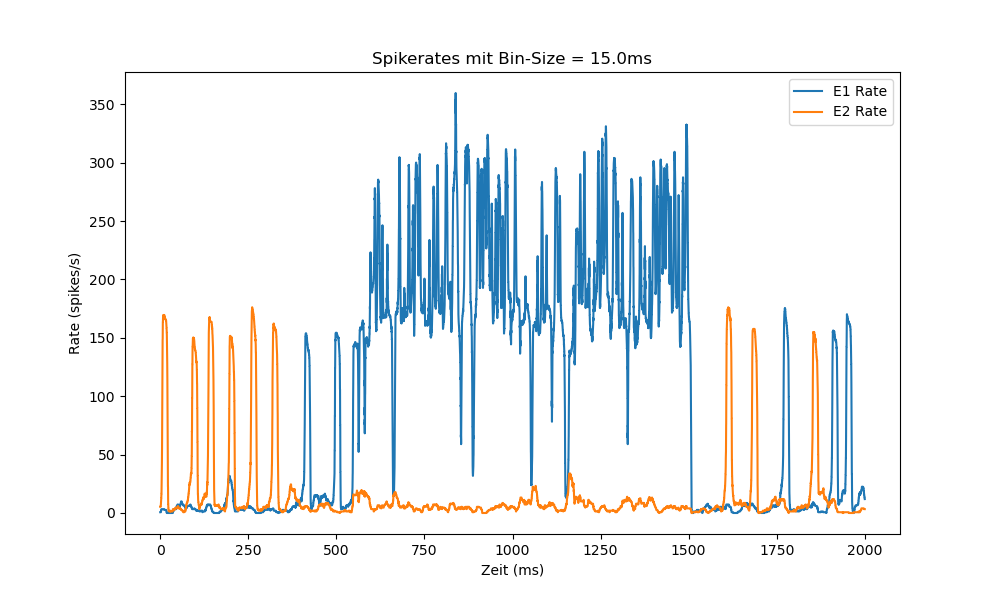 Spikerates mit Bin-Size = 15.0ms
E1 Rate
E2 Rate
Rate (spikes/s)
350
300
250
200
150
100
50
0
0 250 500 750 1000 1250 1500 1750 2000
Zeit (ms)